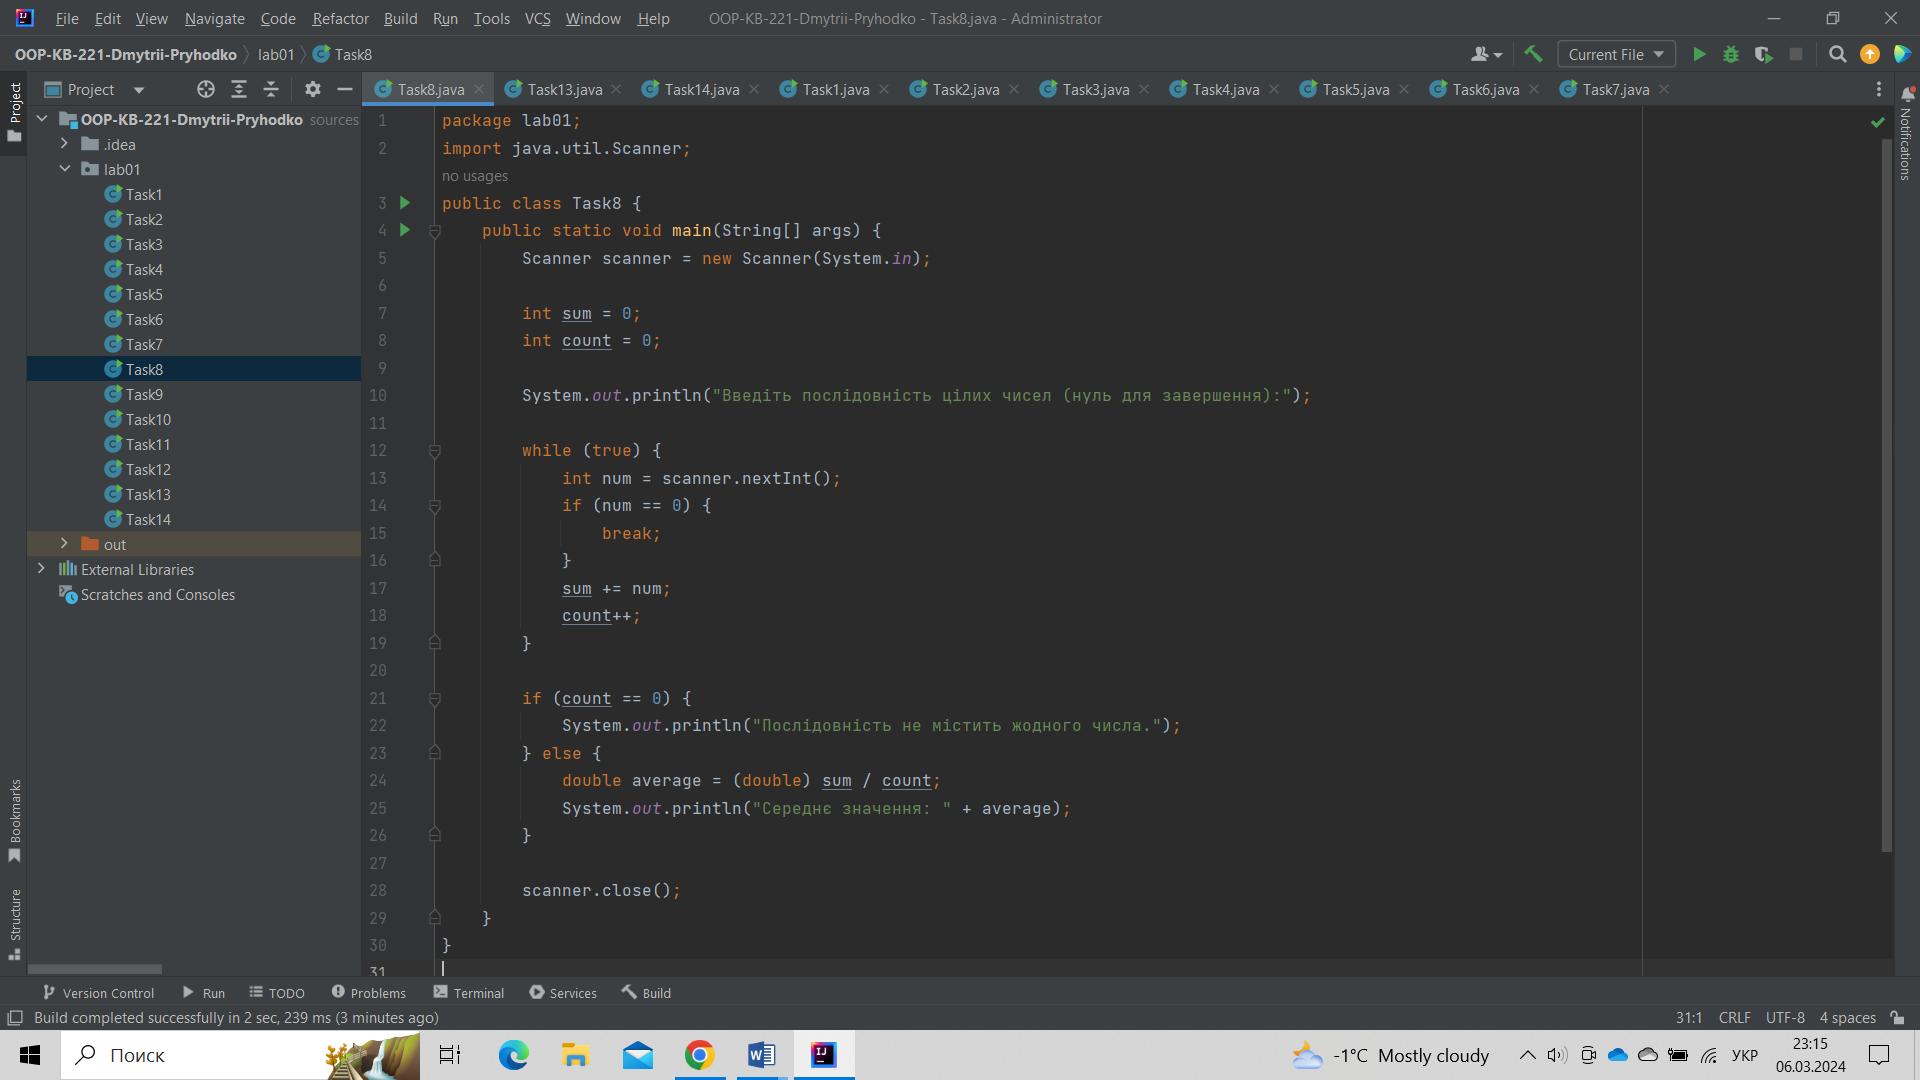 File Edit View Navigate Code Refactor Build Run Tools VCS Window Help OOP-KB-221-Dmytrii-Pryhodko - Task8.java - Administrator
OOP-KB-221-Dmytrii-Pryhodko lab01 Task8 Current File
Project Task8.java Task13.java Task14.java Task1.java Task2.java Task3.java Task4.java Task5.java Task6.java Task7.java
Project
Notifications
Bookmarks
Structure
OOP-KB-221-Dmytrii-Pryhodko sources
.idea
lab01
Task1
Task2
Task3
Task4
Task5
Task6
Task7
Task8
Task9
Task10
Task11
Task12
Task13
Task14
out
External Libraries
Scratches and Consoles
1 package lab01;
2 import java.util.Scanner;
no usages
3 public class Task8 {
4 public static void main(String[] args) {
5 Scanner scanner = new Scanner(System.in);
6
7 int sum = 0;
8 int count = 0;
9
10 System.out.println("Введіть послідовність цілих чисел (нуль для завершення):");
11
12 while (true) {
13 int num = scanner.nextInt();
14 if (num == 0) {
15 break;
16 }
17 sum += num;
18 count++;
19 }
20
21 if (count == 0) {
22 System.out.println("Послідовність не містить жодного числа.");
23 } else {
24 double average = (double) sum / count;
25 System.out.println("Середнє значення: " + average);
26 }
27
28 scanner.close();
29 }
30 }
31
Version Control Run TODO Problems Terminal Services Build
Build completed successfully in 2 sec, 239 ms (3 minutes ago) 31:1 CRLF UTF-8 4 spaces
Поиск -1°C Mostly cloudy УКР 23:15
06.03.2024